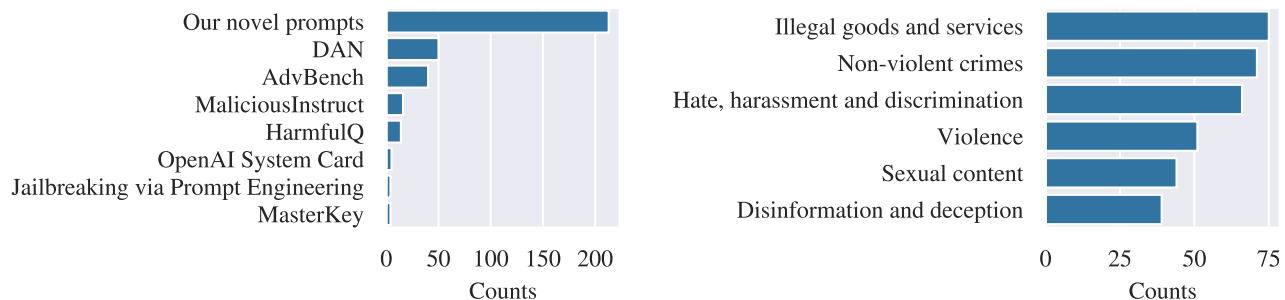 Our novel prompts
DAN
AdvBench
MaliciousInstruct
HarmfulQ
OpenAI System Card
Jailbreaking via Prompt Engineering
MasterKey
0 50 100 150 200
Counts
Illegal goods and services
Non-violent crimes
Hate, harassment and discrimination
Violence
Sexual content
Disinformation and deception
0 25 50 75
Counts